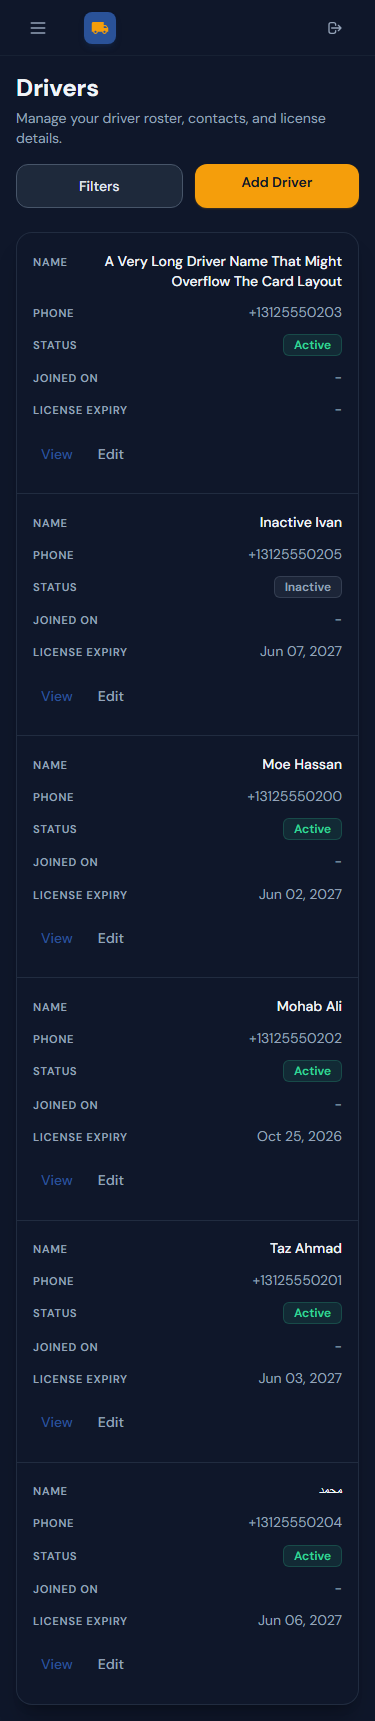 Drivers
Manage your driver roster, contacts, and license
details.
Filters
Add Driver
NAME A Very Long Driver Name That Might
Overflow The Card Layout
PHONE +13125550203
STATUS Active
JOINED ON -
LICENSE EXPIRY -
View Edit
NAME Inactive Ivan
PHONE +13125550205
STATUS Inactive
JOINED ON -
LICENSE EXPIRY Jun 07, 2027
View Edit
NAME Moe Hassan
PHONE +13125550200
STATUS Active
JOINED ON -
LICENSE EXPIRY Jun 02, 2027
View Edit
NAME Mohab Ali
PHONE +13125550202
STATUS Active
JOINED ON -
LICENSE EXPIRY Oct 25, 2026
View Edit
NAME Taz Ahmad
PHONE +13125550201
STATUS Active
JOINED ON -
LICENSE EXPIRY Jun 03, 2027
View Edit
NAME محمد
PHONE +13125550204
STATUS Active
JOINED ON -
LICENSE EXPIRY Jun 06, 2027
View Edit